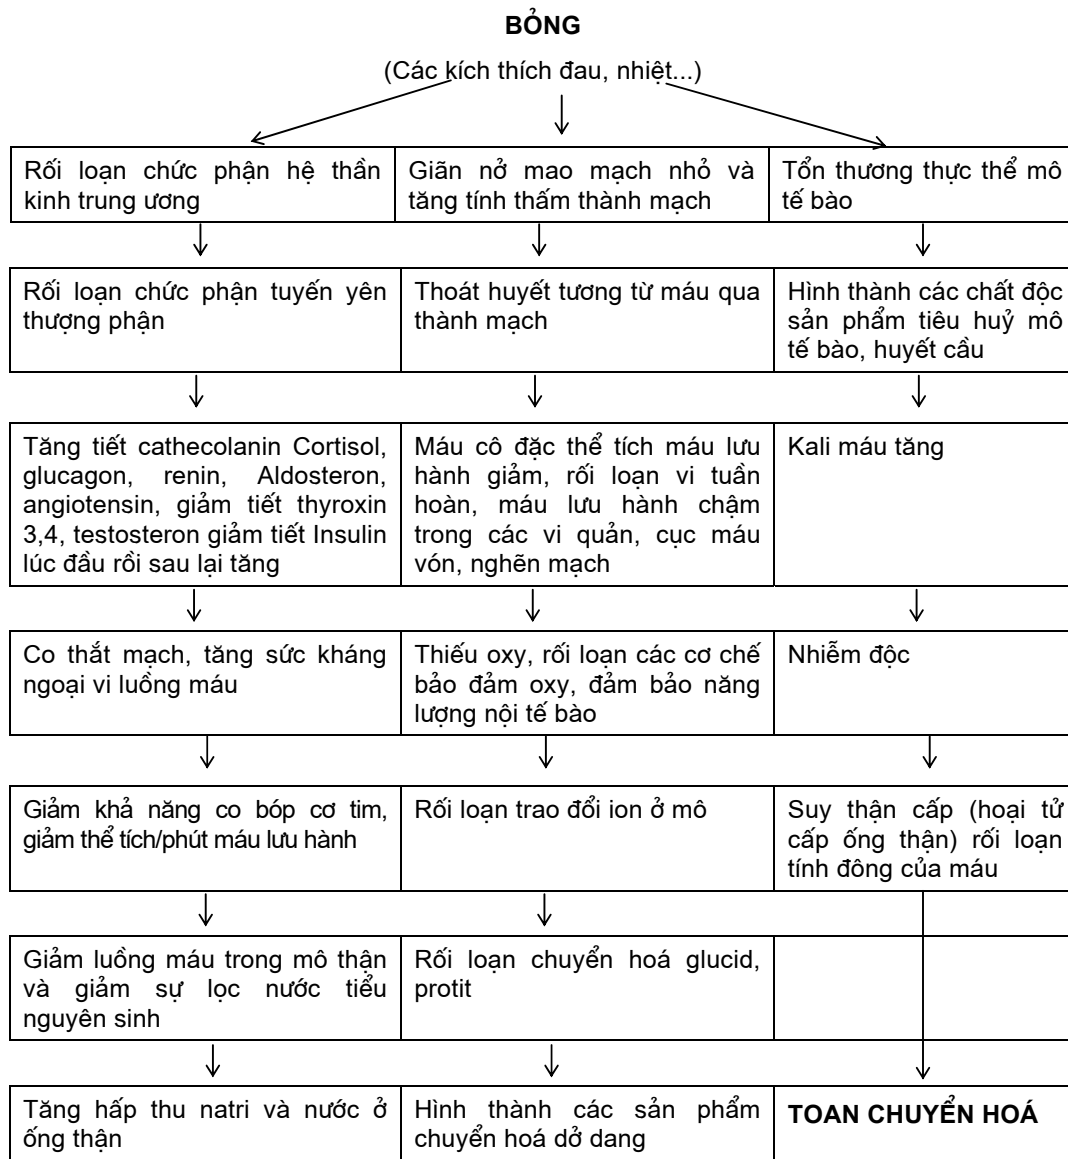 BỎNG
(Các kích thích đau, nhiệt...)
Rối loạn chức phận hệ thần
kinh trung ương
Giãn nở mao mạch nhỏ và
tăng tính thấm thành mạch
Tổn thương thực thể mô
tế bào
Rối loạn chức phận tuyến yên
thượng phận
Thoát huyết tương từ máu qua
thành mạch
Hình thành các chất độc
sản phẩm tiêu huỷ mô
tế bào, huyết cầu
Tăng tiết cathecolanin Cortisol,
glucagon, renin, Aldosteron,
angiotensin, giảm tiết thyroxin
3,4, testosteron giảm tiết Insulin
lúc đầu rồi sau lại tăng
Máu cô đặc thể tích máu lưu
hành giảm, rối loạn vi tuần
hoàn, máu lưu hành chậm
trong các vi quản, cục máu
vón, nghẽn mạch
Kali máu tăng
Co thắt mạch, tăng sức kháng
ngoại vi luồng máu
Thiếu oxy, rối loạn các cơ chế
bảo đảm oxy, đảm bảo năng
lượng nội tế bào
Nhiễm độc
Giảm khả năng co bóp cơ tim,
giảm thể tích/phút máu lưu hành
Rối loạn trao đổi ion ở mô
Suy thận cấp (hoại tử
cấp ống thận) rối loạn
tính đông của máu
Giảm luồng máu trong mô thận
và giảm sự lọc nước tiểu
nguyên sinh
Rối loạn chuyển hoá glucid,
protit
Tăng hấp thu natri và nước ở
ống thận
Hình thành các sản phẩm
chuyển hoá dở dang
TOAN CHUYỂN HOÁ